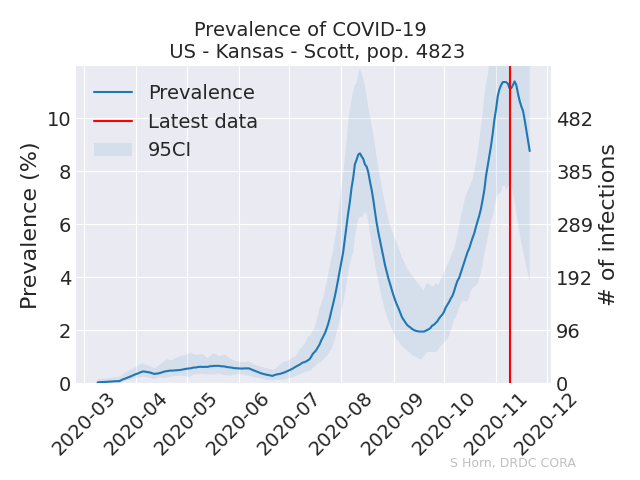 Prevalence of COVID-19
US - Kansas - Scott, pop. 4823
Prevalence
Latest data
95CI
Prevalence (%)
10
8
6
4
2
0
482
385
289
192
96
0
# of infections
2020-03
2020-04
2020-05
2020-06
2020-07
2020-08
2020-09
2020-10
2020-11
2020-12
S Horn, DRDC CORA